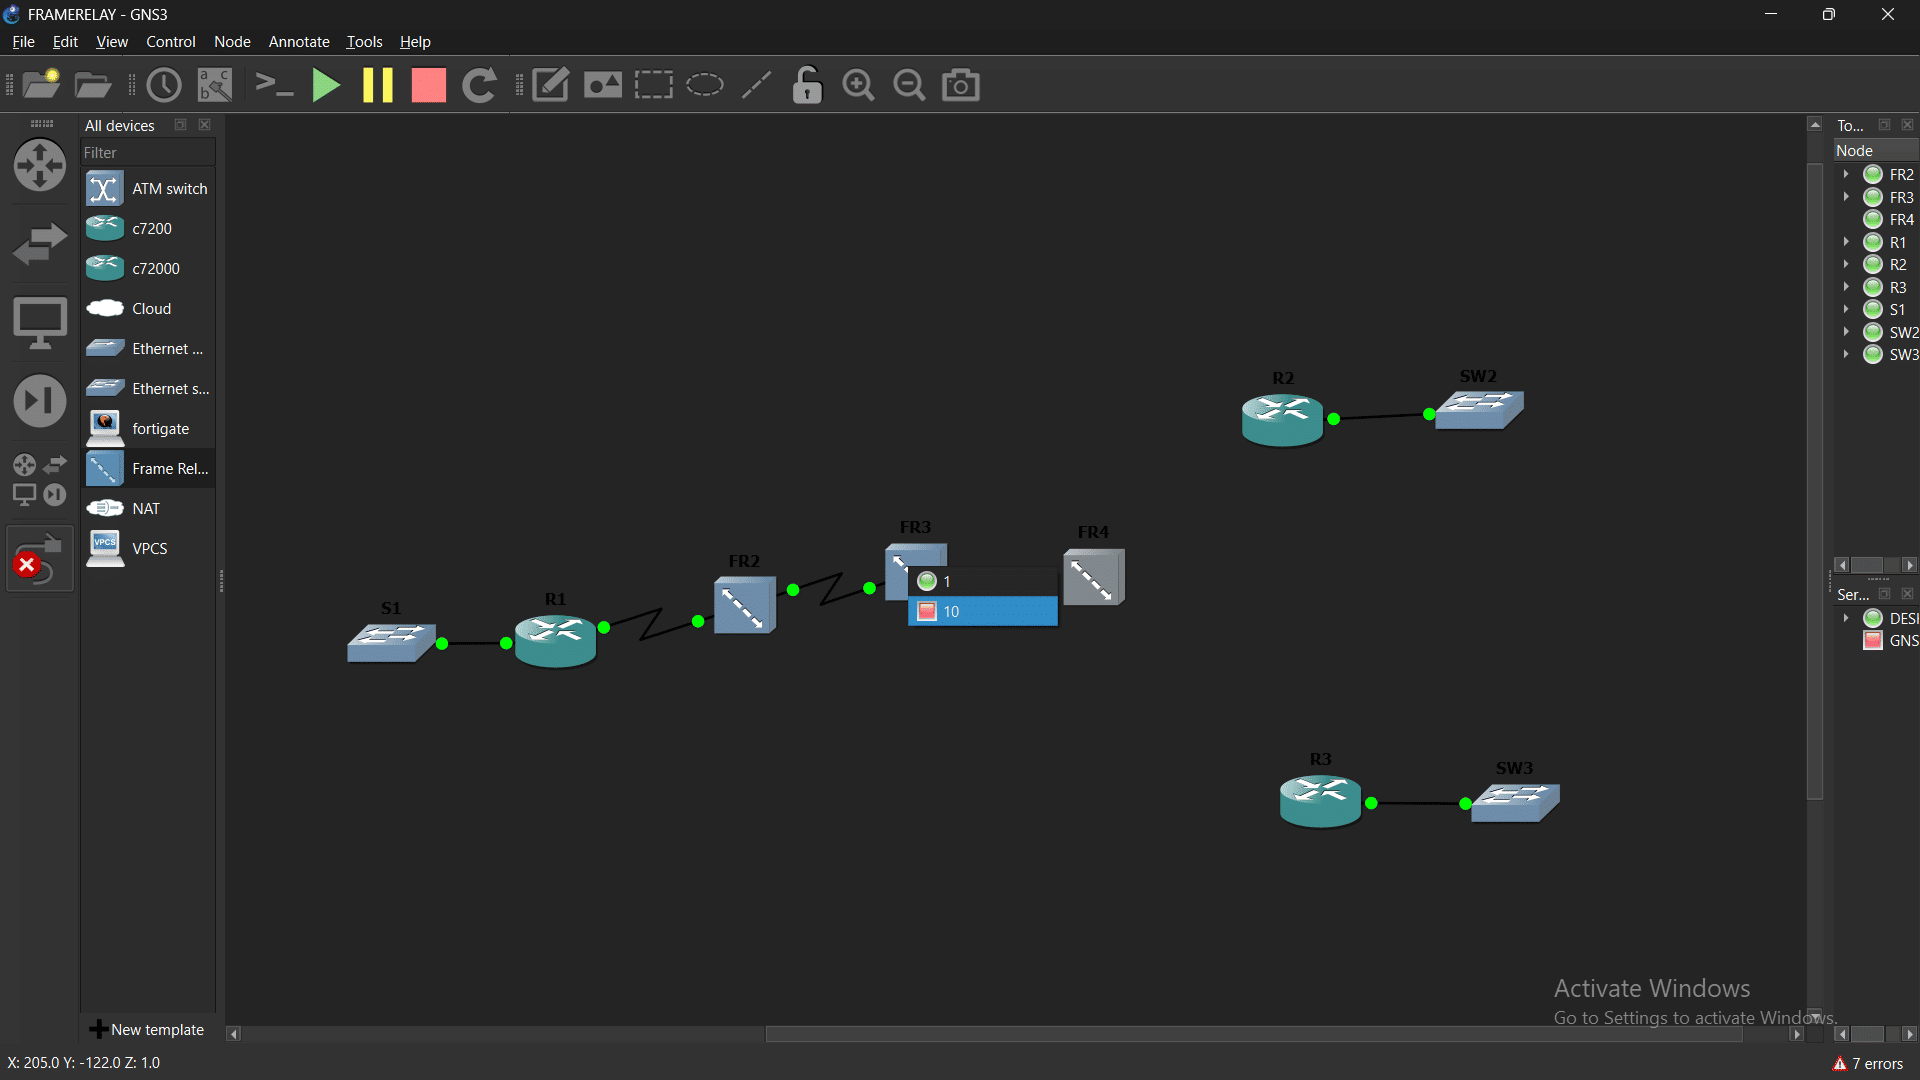 FRAMERELAY - GNS3
File Edit View Control Node Annotate Tools Help
a c
b
All devices
Filter
ATM switch
c7200
c72000
Cloud
Ethernet ...
Ethernet s...
fortigate
Frame Rel...
NAT
VPCS
VPCS
New template
S1
R1
FR2
FR3
1
10
FR4
R2
SW2
R3
SW3
To...
Node
FR2
FR3
FR4
R1
R2
R3
S1
SW2
SW3
Ser...
DESI
GNS
Activate Windows
Go to Settings to activate Windows.
X: 205.0 Y: -122.0 Z: 1.0
7 errors